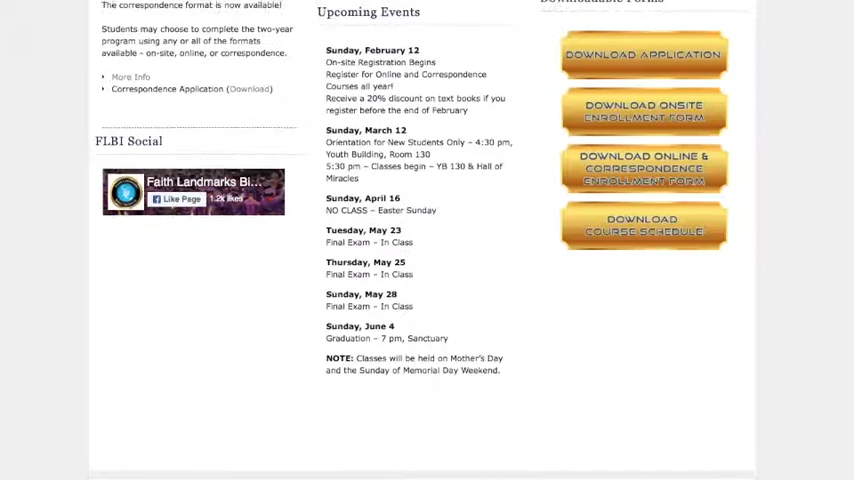 The correspondence format is now available!
Students may choose to complete the two-year
program using any or all of the formats
available - on-site, online, or correspondence.
More Info
Correspondence Application (Download)
FLBI Social
Faith Landmarks Bi...
Like Page
1.2k likes
Upcoming Events
Sunday, February 12
On-site Registration Begins
Register for Online and Correspondence
Courses all year!
Receive a 20% discount on text books if you
register before the end of February
Sunday, March 12
Orientation for New Students Only – 4:30 pm,
Youth Building, Room 130
5:30 pm – Classes begin – YB 130 & Hall of
Miracles
Sunday, April 16
NO CLASS – Easter Sunday
Tuesday, May 23
Final Exam – In Class
Thursday, May 25
Final Exam – In Class
Sunday, May 28
Final Exam – In Class
Sunday, June 4
Graduation – 7 pm, Sanctuary
NOTE: Classes will be held on Mother's Day
and the Sunday of Memorial Day Weekend.
Downloadable Forms
DOWNLOAD APPLICATION
DOWNLOAD ONSITE
ENROLLMENT FORM
DOWNLOAD ONLINE &
CORRESPONDENCE
ENROLLMENT FORM
DOWNLOAD
COURSE SCHEDULE